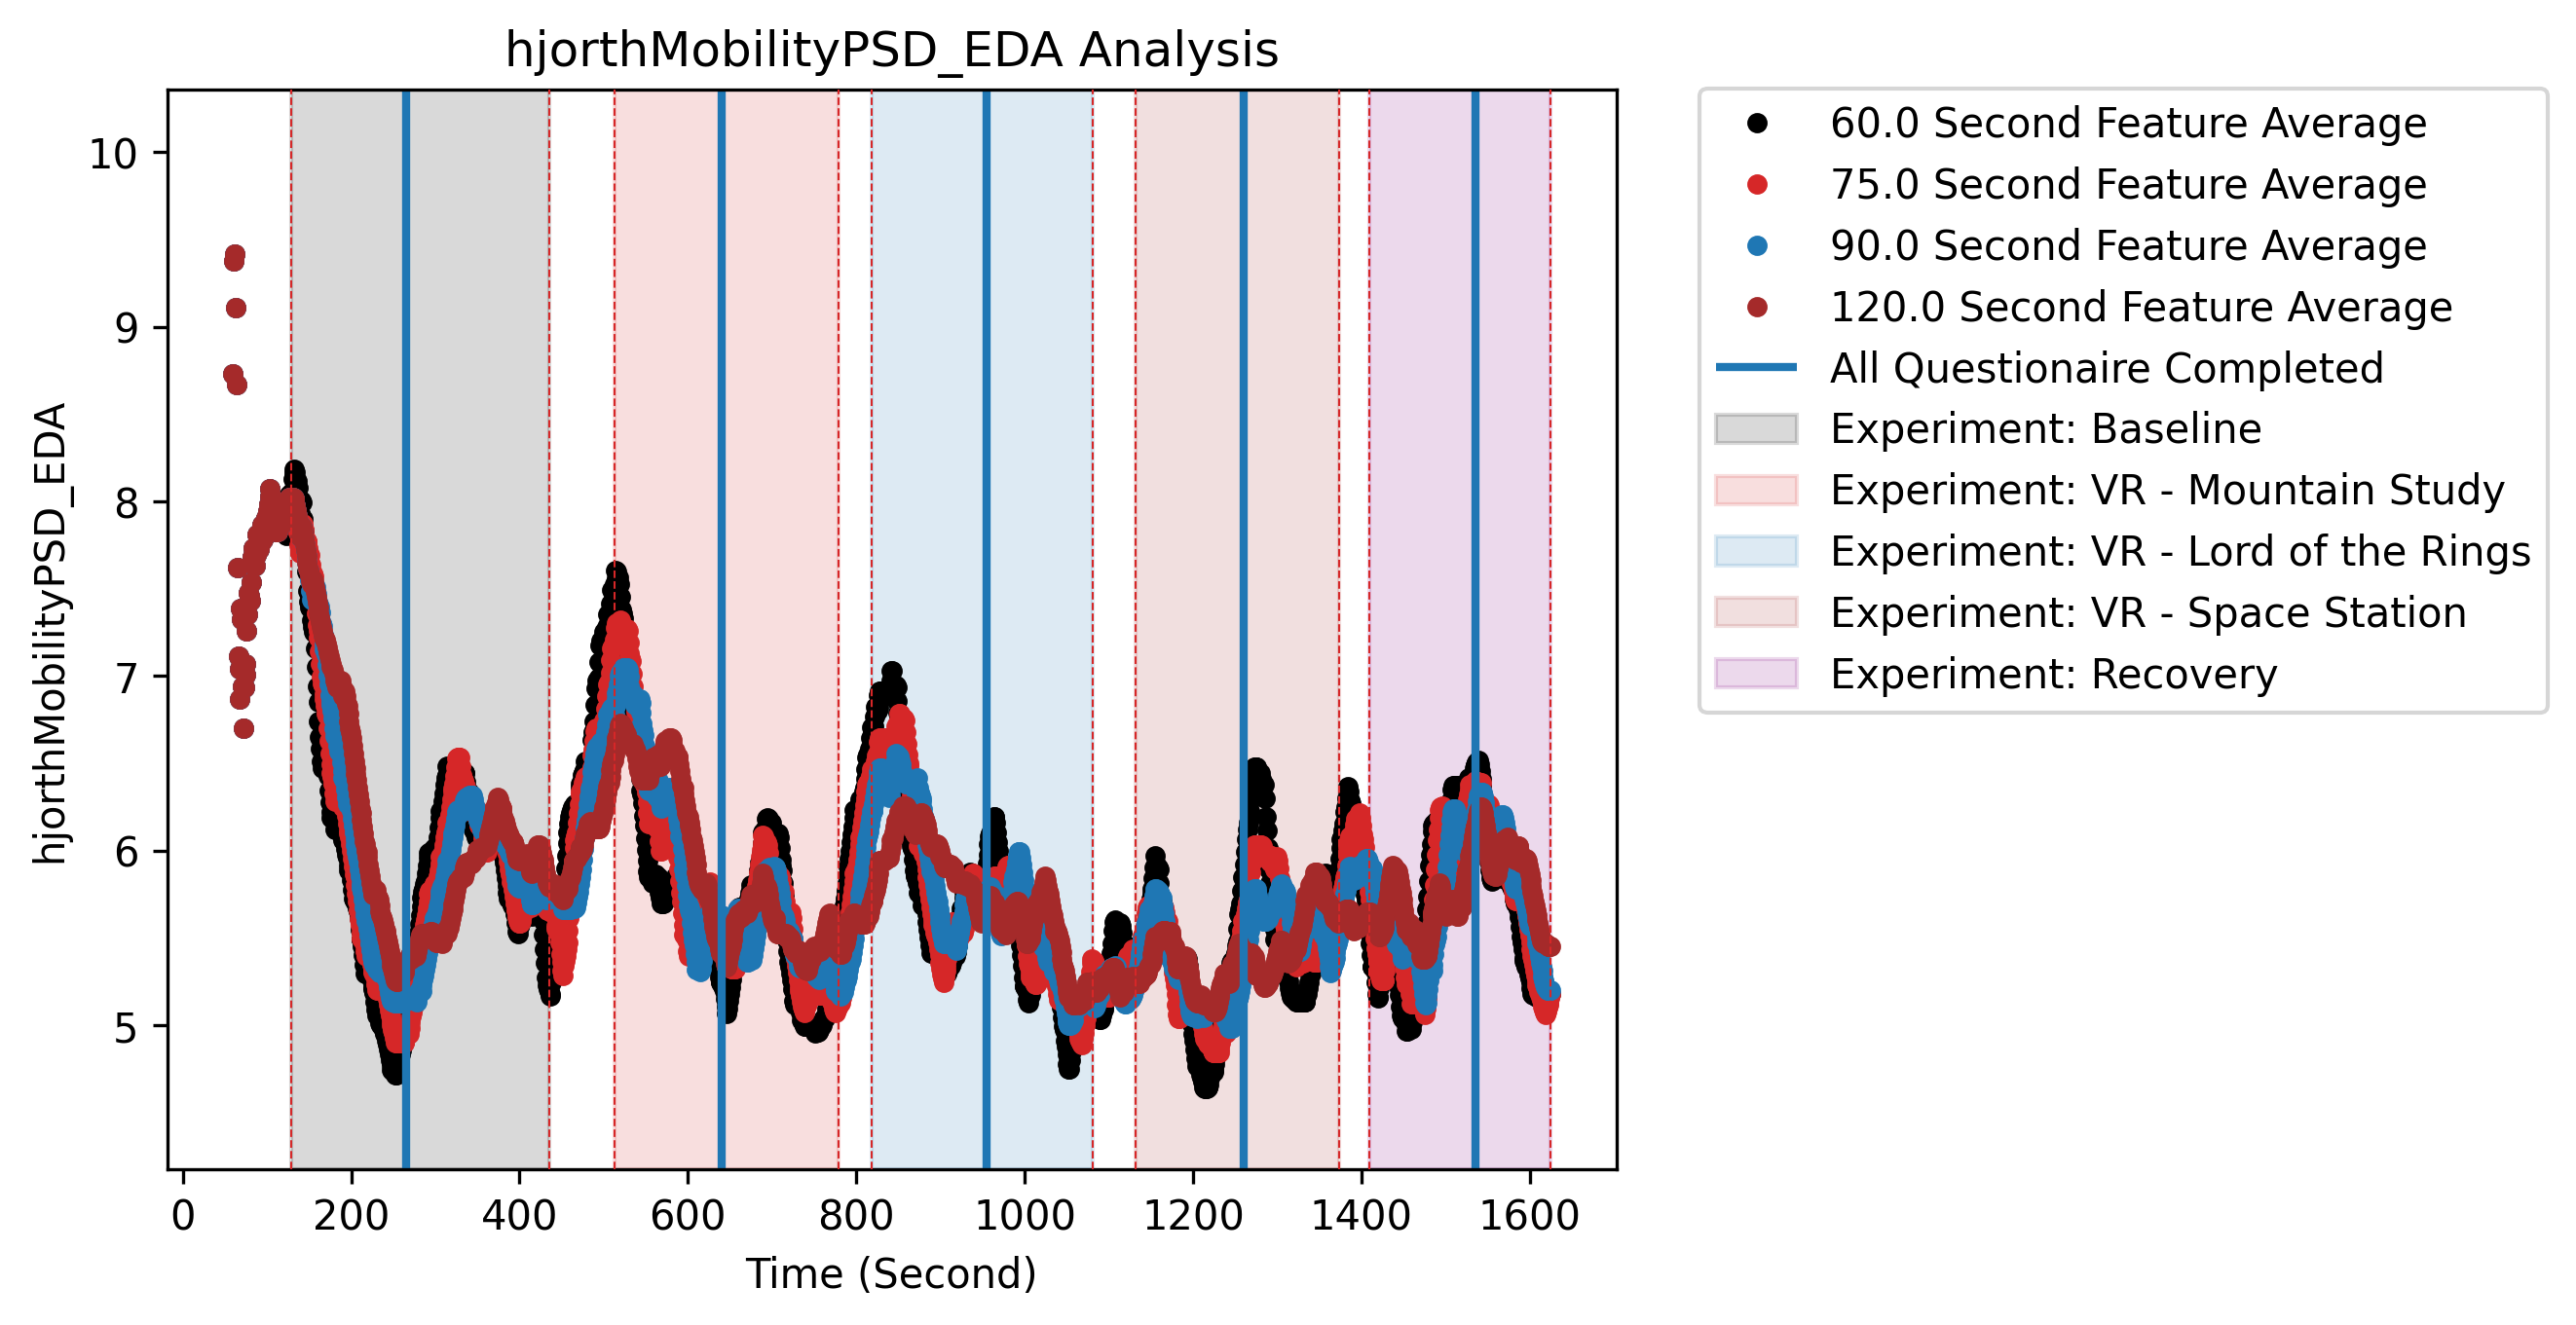 hjorthMobilityPSD_EDA Analysis
hjorthMobilityPSD_EDA
10
9
8
7
6
5
0 200 400 600 800 1000 1200 1400 1600
Time (Second)
60.0 Second Feature Average
75.0 Second Feature Average
90.0 Second Feature Average
120.0 Second Feature Average
All Questionaire Completed
Experiment: Baseline
Experiment: VR - Mountain Study
Experiment: VR - Lord of the Rings
Experiment: VR - Space Station
Experiment: Recovery